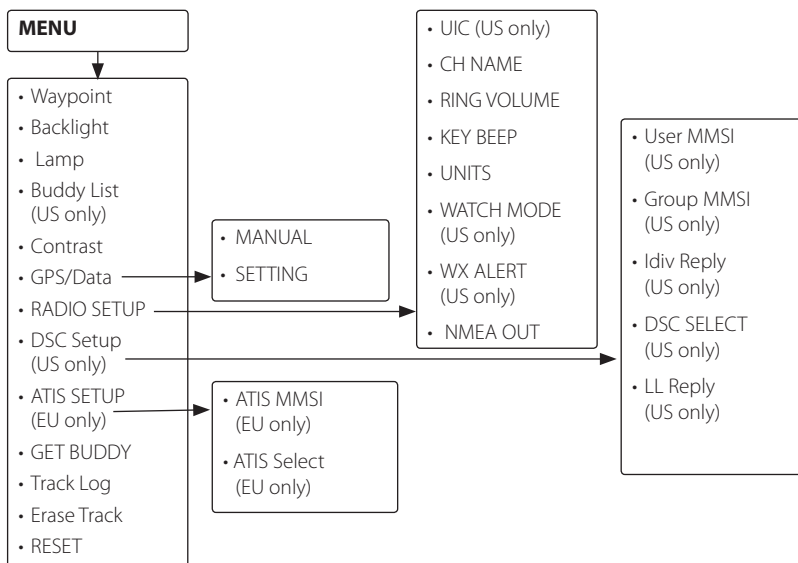 MENU
• Waypoint
• Backlight
• Lamp
• Buddy List
(US only)
• Contrast
• GPS/Data
• RADIO SETUP
• DSC Setup
(US only)
• ATIS SETUP
(EU only)
• GET BUDDY
• Track Log
• Erase Track
• RESET
• MANUAL
• SETTING
• UIC (US only)
• CH NAME
• RING VOLUME
• KEY BEEP
• UNITS
• WATCH MODE
(US only)
• WX ALERT
(US only)
• NMEA OUT
• User MMSI
(US only)
• Group MMSI
(US only)
• Idiv Reply
(US only)
• DSC SELECT
(US only)
• LL Reply
(US only)
• ATIS MMSI
(EU only)
• ATIS Select
(EU only)